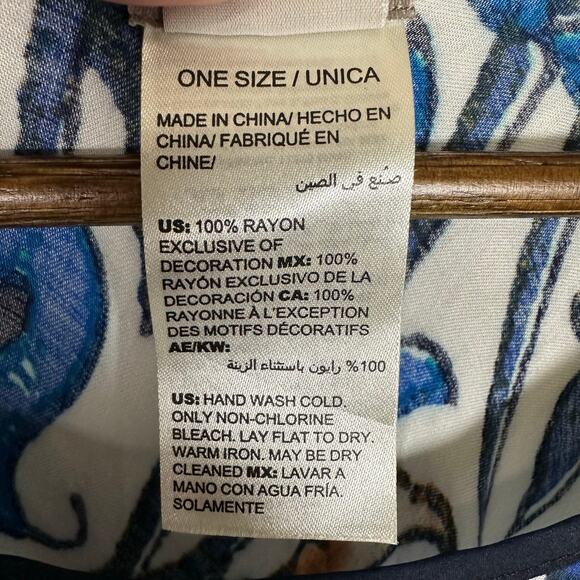 ONE SIZE / UNICA
MADE IN CHINA/ HECHO EN
CHINA/ FABRIQUÉ EN
CHINE/
صُنع في الصين
US: 100% RAYON
EXCLUSIVE OF
DECORATION MX: 100%
RAYÓN EXCLUSIVO DE LA
DECORACIÓN CA: 100%
RAYONNE À L'EXCEPTION
DES MOTIFS DÉCORATIFS
AE/KW:
100% رايون باستثناء الزينة
US: HAND WASH COLD.
ONLY NON-CHLORINE
BLEACH. LAY FLAT TO DRY.
WARM IRON. MAY BE DRY
CLEANED MX: LAVAR A
MANO CON AGUA FRÍA.
SOLAMENTE